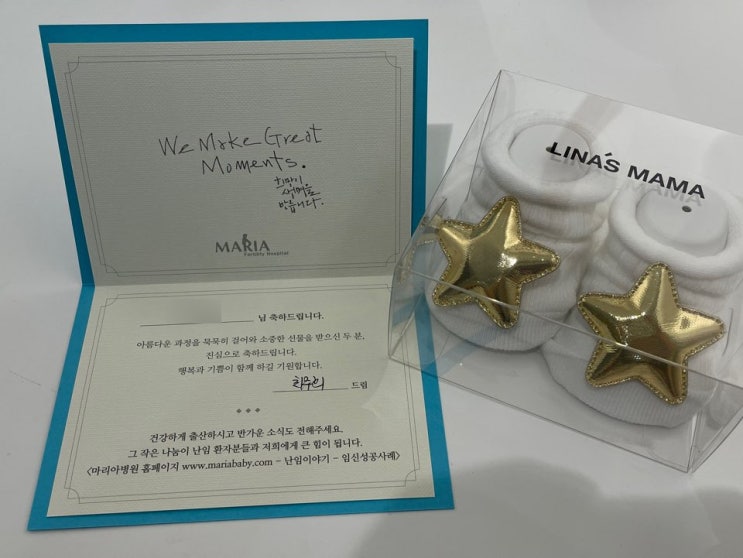 We Make Great
Moments.
희망이
생명을
MARIA
Fertility Hospital
님 축하드립니다.
아름다운 과정을 묵묵히 걸어와 소중한 선물을 받으신 두 분,
진심으로 축하드립니다.
행복과 기쁨이 함께 하길 기원합니다.
드림
건강하게 출산하시고 반가운 소식도 전해주세요.
그 작은 나눔이 난임 환자분들과 저희에게 큰 힘이 됩니다.
<마리아병원 홈페이지 www.mariababy.com - 난임이야기 - 임신성공사례>
LINA'S MAMA